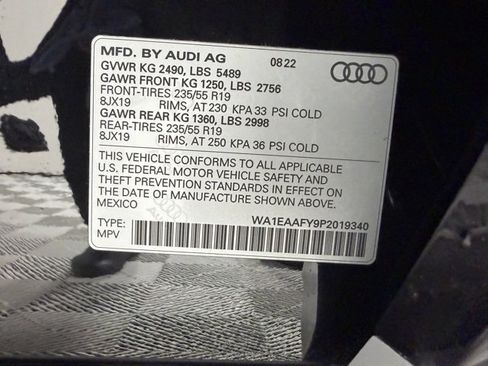 MFD. BY AUDI AG 08 22
GVWR KG 2490, LBS 5489
GAWR FRONT KG 1250, LBS 2756
FRONT-TIRES 235/55 R19
8JX19 RIMS, AT 230 KPA 33 PSI COLD
GAWR REAR KG 1360, LBS 2998
REAR-TIRES 235/55 R19
8JX19 RIMS, AT 250 KPA 36 PSI COLD
THIS VEHICLE CONFORMS TO ALL APPLICABLE
U.S. FEDERAL MOTOR VEHICLE SAFETY AND
THEFT PREVENTION STANDARDS IN EFFECT ON
THE DATE OF MANUFACTURE SHOWN ABOVE.
MEXICO
WA1EAAFY9P2019340
TYPE:
MPV